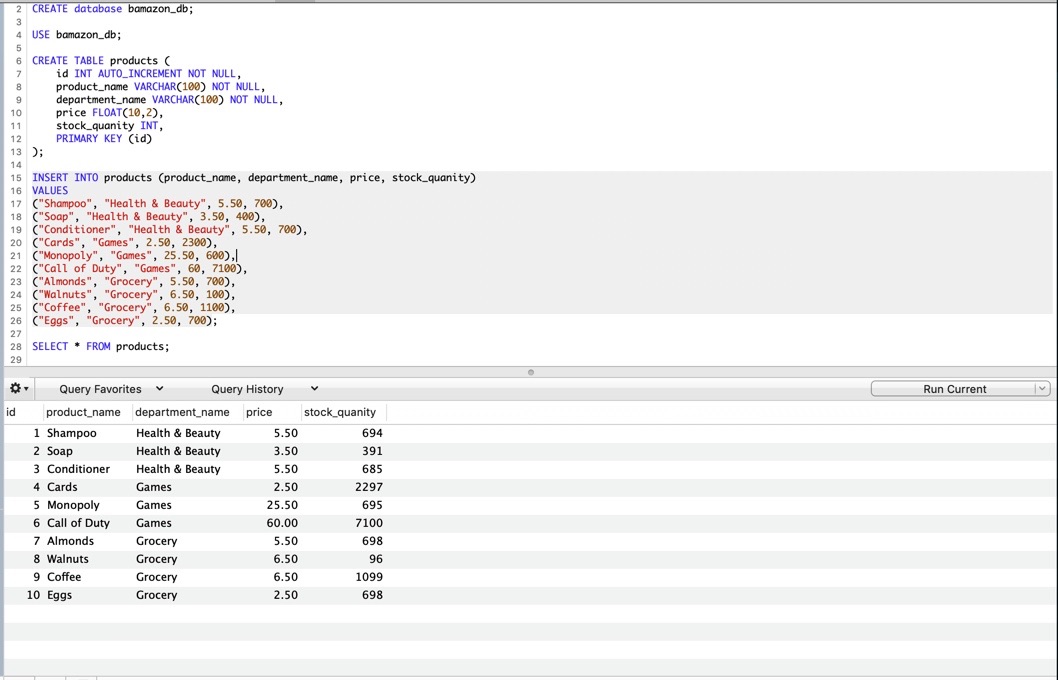 2 CREATE database bamazon_db;
3
4 USE bamazon_db;
5
6 CREATE TABLE products (
7 id INT AUTO_INCREMENT NOT NULL,
8 product_name VARCHAR(100) NOT NULL,
9 department_name VARCHAR(100) NOT NULL,
10 price FLOAT(10,2),
11 stock_quanity INT,
12 PRIMARY KEY (id)
13 );
14
15 INSERT INTO products (product_name, department_name, price, stock_quanity)
16 VALUES
17 ("Shampoo", "Health & Beauty", 5.50, 700),
18 ("Soap", "Health & Beauty", 3.50, 400),
19 ("Conditioner", "Health & Beauty", 5.50, 700),
20 ("Cards", "Games", 2.50, 2300),
21 ("Monopoly", "Games", 25.50, 600),
22 ("Call of Duty", "Games", 60, 7100),
23 ("Almonds", "Grocery", 5.50, 700),
24 ("Walnuts", "Grocery", 6.50, 100),
25 ("Coffee", "Grocery", 6.50, 1100),
26 ("Eggs", "Grocery", 2.50, 700);
27
28 SELECT * FROM products;
29
Query Favorites Query History Run Current
id product_name department_name price stock_quanity
1 Shampoo Health & Beauty 5.50 694
2 Soap Health & Beauty 3.50 391
3 Conditioner Health & Beauty 5.50 685
4 Cards Games 2.50 2297
5 Monopoly Games 25.50 695
6 Call of Duty Games 60.00 7100
7 Almonds Grocery 5.50 698
8 Walnuts Grocery 6.50 96
9 Coffee Grocery 6.50 1099
10 Eggs Grocery 2.50 698